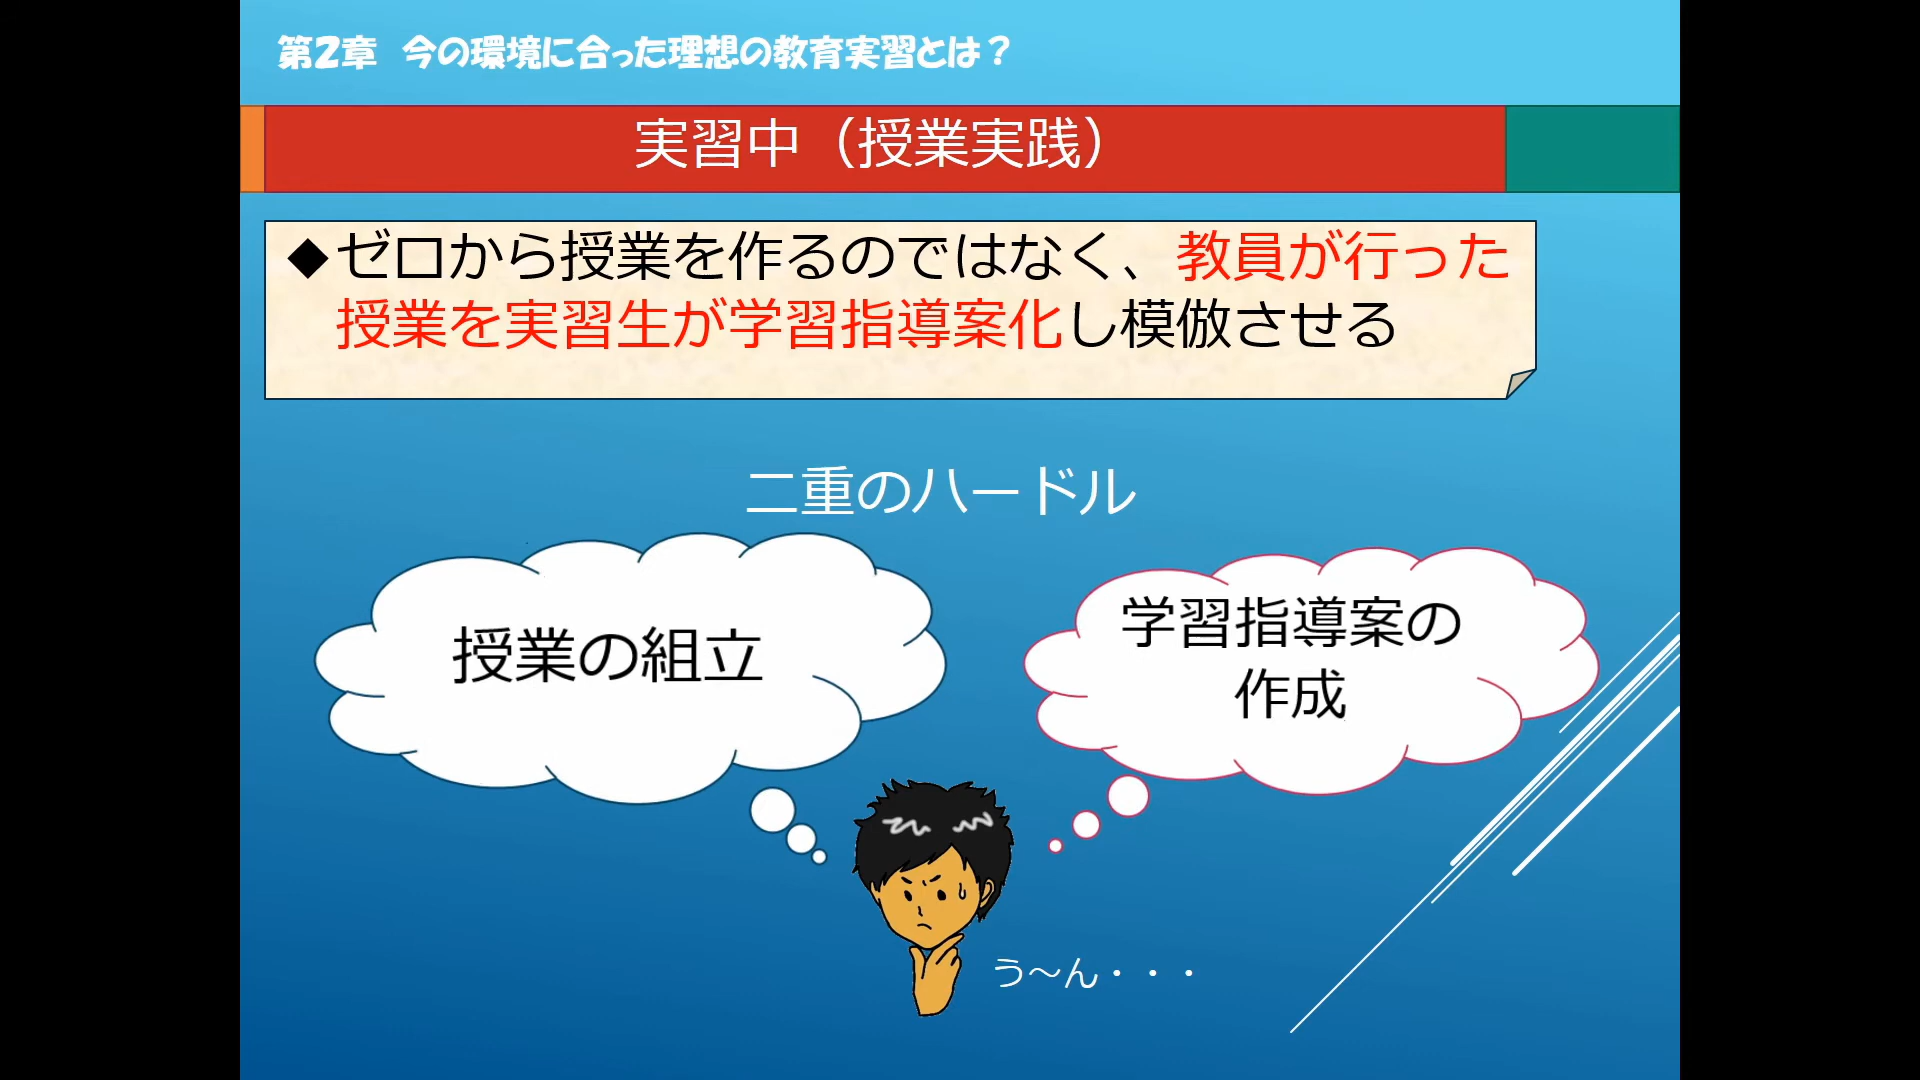 第2章　今の環境に合った理想の教育実習とは？
実習中（授業実践）
◆ゼロから授業を作るのではなく、教員が行った
授業を実習生が学習指導案化し模倣させる
二重のハードル
授業の組立
学習指導案の
作成
う～ん・・・